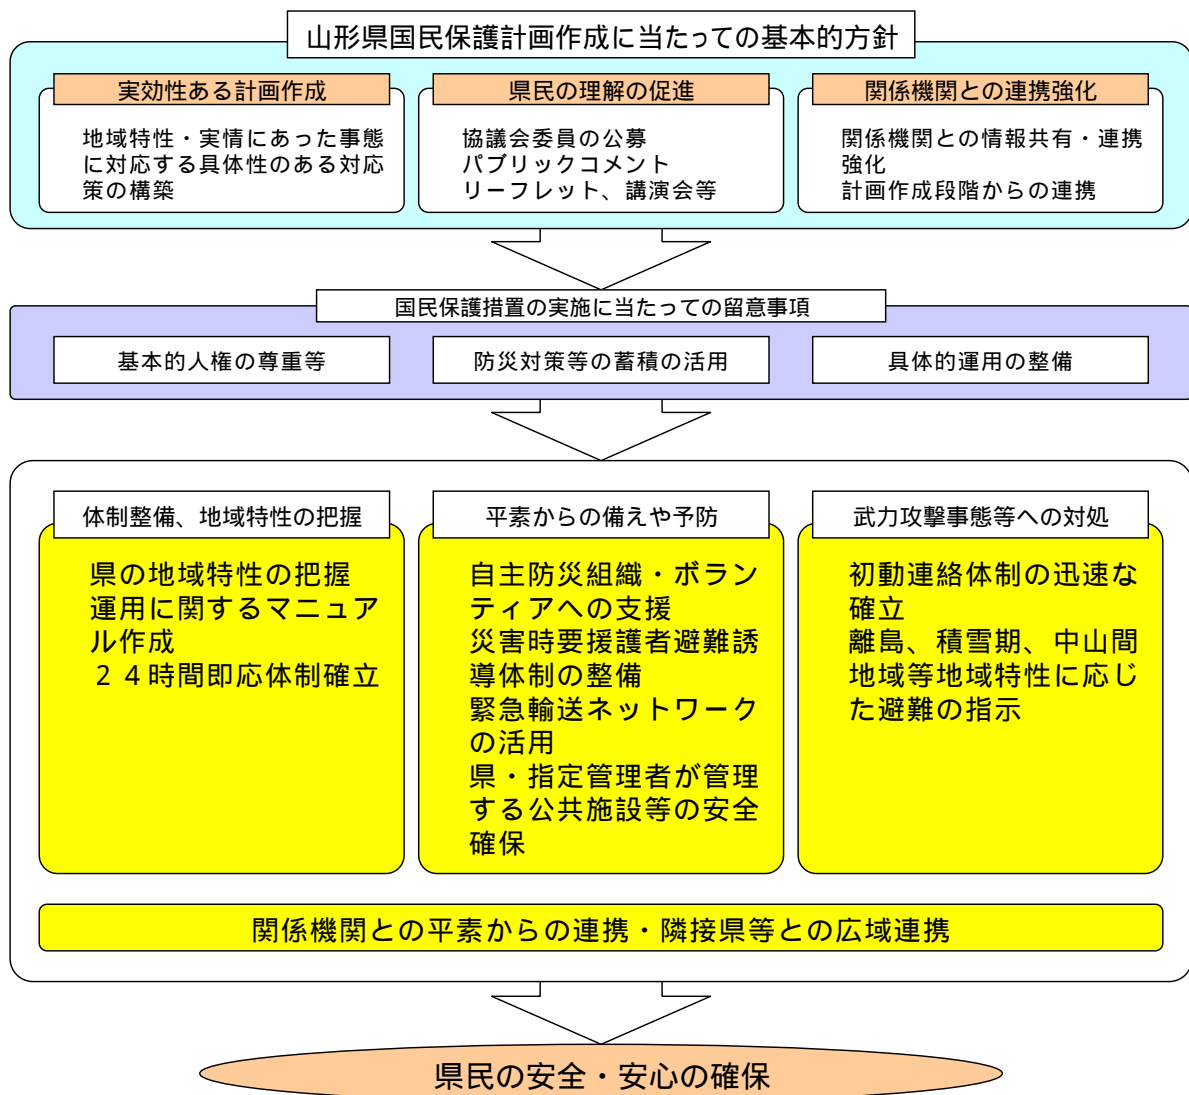 山形県国民保護計画作成に当たっての基本的方針
実効性ある計画作成
地域特性・実情にあった事態
に対応する具体性のある対応
策の構築
県民の理解の促進
協議会委員の公募
パブリックコメント
リーフレット、講演会等
関係機関との連携強化
関係機関との情報共有・連携
強化
計画作成段階からの連携
国民保護措置の実施に当たっての留意事項
基本的人権の尊重等
防災対策等の蓄積の活用
具体的運用の整備
体制整備、地域特性の把握
県の地域特性の把握
運用に関するマニュア
ル作成
２４時間即応体制確立
平素からの備えや予防
自主防災組織・ボラン
ティアへの支援
災害時要援護者避難誘
導体制の整備
緊急輸送ネットワーク
の活用
県・指定管理者が管理
する公共施設等の安全
確保
武力攻撃事態等への対処
初動連絡体制の迅速な
確立
離島、積雪期、中山間
地域等地域特性に応じ
た避難の指示
関係機関との平素からの連携・隣接県等との広域連携
県民の安全・安心の確保